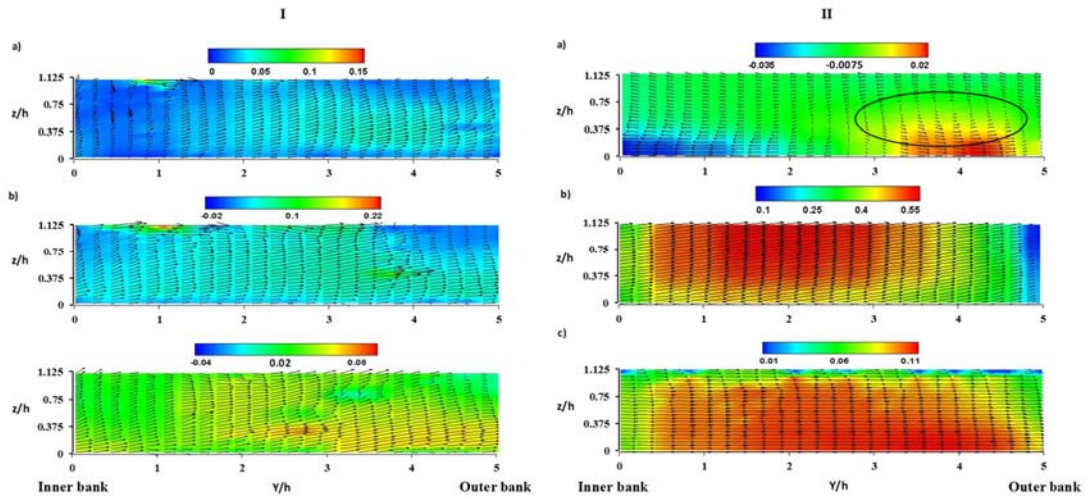 I
a)
0 0.05 0.1 0.15
1.125
0.75
z/h
0.375
0
0 1 2 3 4 5
b)
-0.02 0.1 0.22
1.125
0.75
z/h
0.375
0
0 1 2 3 4 5
-0.04 0.02 0.08
1.125
0.75
z/h
0.375
0
0 1 2 3 4 5
Inner bank Y/h Outer bank
II
a)
-0.035 -0.0075 0.02
1.125
0.75
z/h
0.375
0
0 1 2 3 4 5
b)
0.1 0.25 0.4 0.55
1.125
0.75
z/h
0.375
0
0 1 2 3 4 5
c)
0.01 0.06 0.11
1.125
0.75
z/h
0.375
0
0 1 2 3 4 5
Inner bank Y/h Outer bank